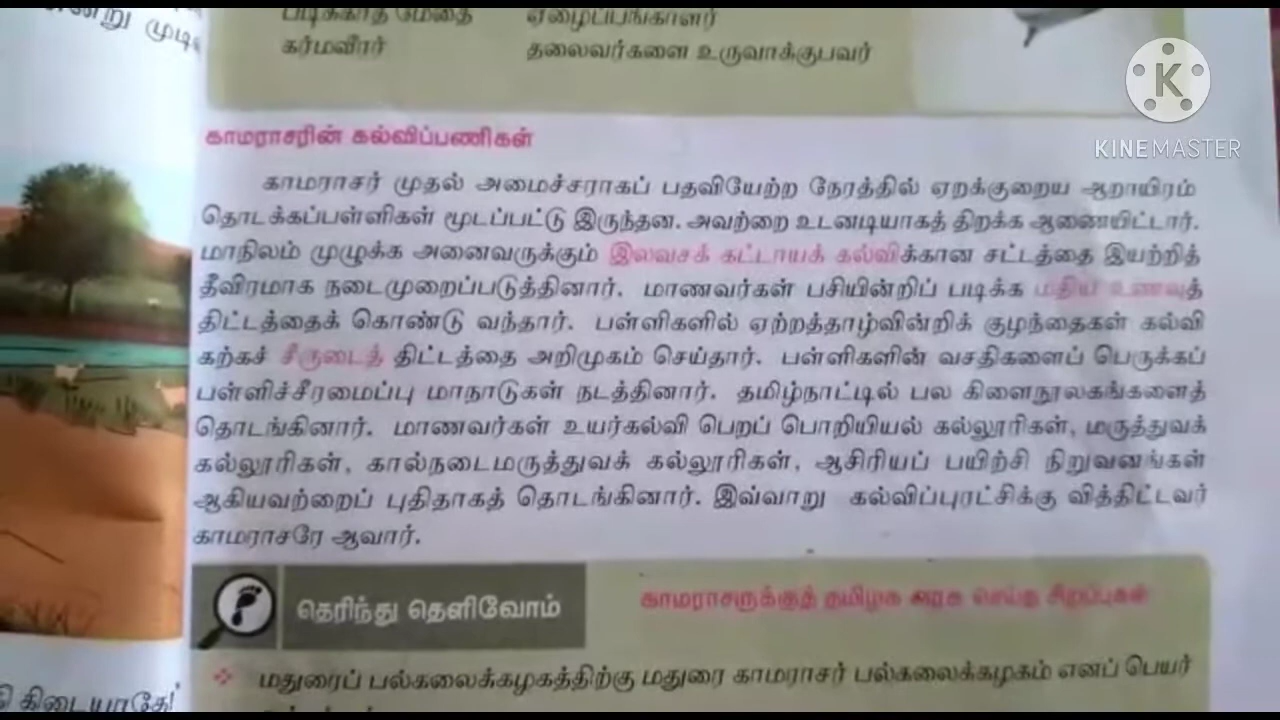 படிக்காத மேதை ஏழைப்பங்காளர்
கர்மவீரர் தலைவர்களை உருவாக்குபவர்
K
KINEMASTER
காமராசரின் கல்விப்பணிகள்
காமராசர் முதல் அமைச்சராகப் பதவியேற்ற நேரத்தில் ஏறக்குறைய ஆறாயிரம்
தொடக்கப்பள்ளிகள் மூடப்பட்டு இருந்தன. அவற்றை உடனடியாகத் திறக்க ஆணையிட்டார்.
மாநிலம் முழுக்க அனைவருக்கும் இலவசக் கட்டாயக் கல்விக்கான சட்டத்தை இயற்றித்
தீவிரமாக நடைமுறைப்படுத்தினார். மாணவர்கள் பசியின்றிப் படிக்க மதிய உணவுத்
திட்டத்தைக் கொண்டு வந்தார். பள்ளிகளில் ஏற்றத்தாழ்வின்றிக் குழந்தைகள் கல்வி
கற்கச் சீருடைத் திட்டத்தை அறிமுகம் செய்தார். பள்ளிகளின் வசதிகளைப் பெருக்கப்
பள்ளிச்சீரமைப்பு மாநாடுகள் நடத்தினார். தமிழ்நாட்டில் பல கிளைநூலகங்களைத்
தொடங்கினார். மாணவர்கள் உயர்கல்வி பெறப் பொறியியல் கல்லூரிகள், மருத்துவக்
கல்லூரிகள், கால்நடைமருத்துவக் கல்லூரிகள், ஆசிரியப் பயிற்சி நிறுவனங்கள்
ஆகியவற்றைப் புதிதாகத் தொடங்கினார். இவ்வாறு கல்விப்புரட்சிக்கு வித்திட்டவர்
காமராசரே ஆவார்.
தெரிந்து தெளிவோம்
காமராசருக்குத் தமிழக அரசு செய்த சிறப்புகள்
❖ மதுரைப் பல்கலைக்கழகத்திற்கு மதுரை காமராசர் பல்கலைக்கழகம் எனப் பெயர்